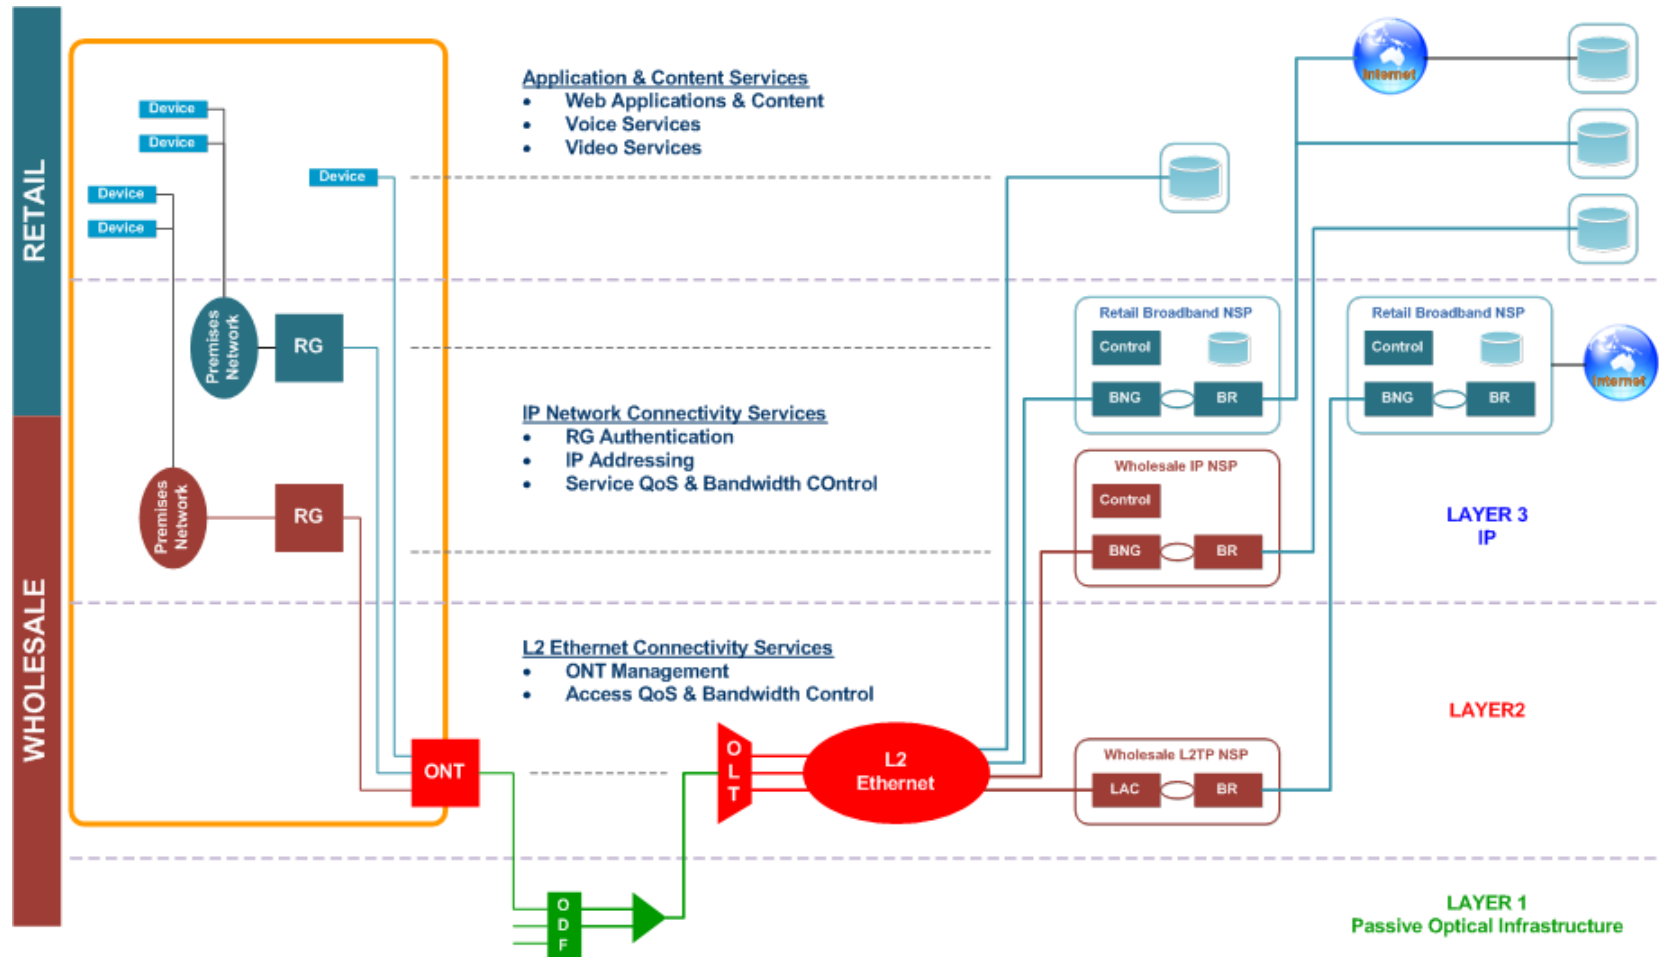 RETAIL
WHOLESALE
Device
Device
Device
Device
Device
Premises
Network
RG
Premises
Network
RG
ONT
Application & Content Services
• Web Applications & Content
• Voice Services
• Video Services
IP Network Connectivity Services
• RG Authentication
• IP Addressing
• Service QoS & Bandwidth COntrol
L2 Ethernet Connectivity Services
• ONT Management
• Access QoS & Bandwidth Control
OLT
L2
Ethernet
ODF
Internet
Retail Broadband NSP
Control
BNG
BR
Retail Broadband NSP
Control
BNG
BR
Internet
Wholesale IP NSP
Control
BNG
BR
LAYER 3
IP
LAYER2
Wholesale L2TP NSP
LAC
BR
LAYER 1
Passive Optical Infrastructure